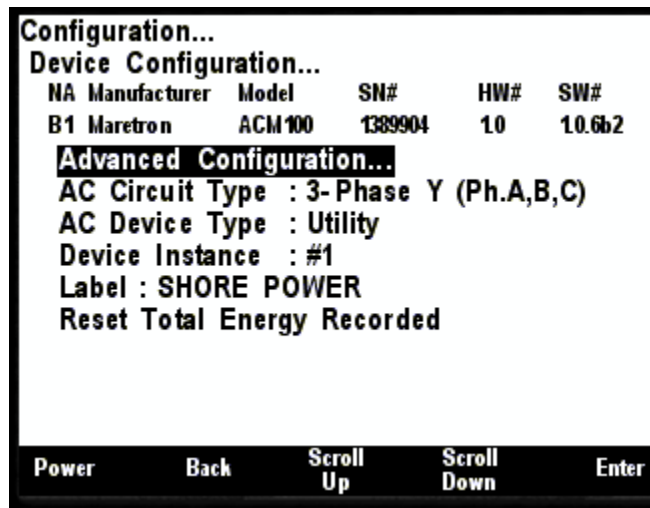 Configuration...
Device Configuration...
NA Manufacturer Model SN# HW# SW#
B1 Maretron ACM100 1389904 1.0 1.0.6b2
Advanced Configuration...
AC Circuit Type : 3-Phase Y (Ph.A,B,C)
AC Device Type : Utility
Device Instance : #1
Label : SHORE POWER
Reset Total Energy Recorded
Power Back Scroll Up Scroll Down Enter